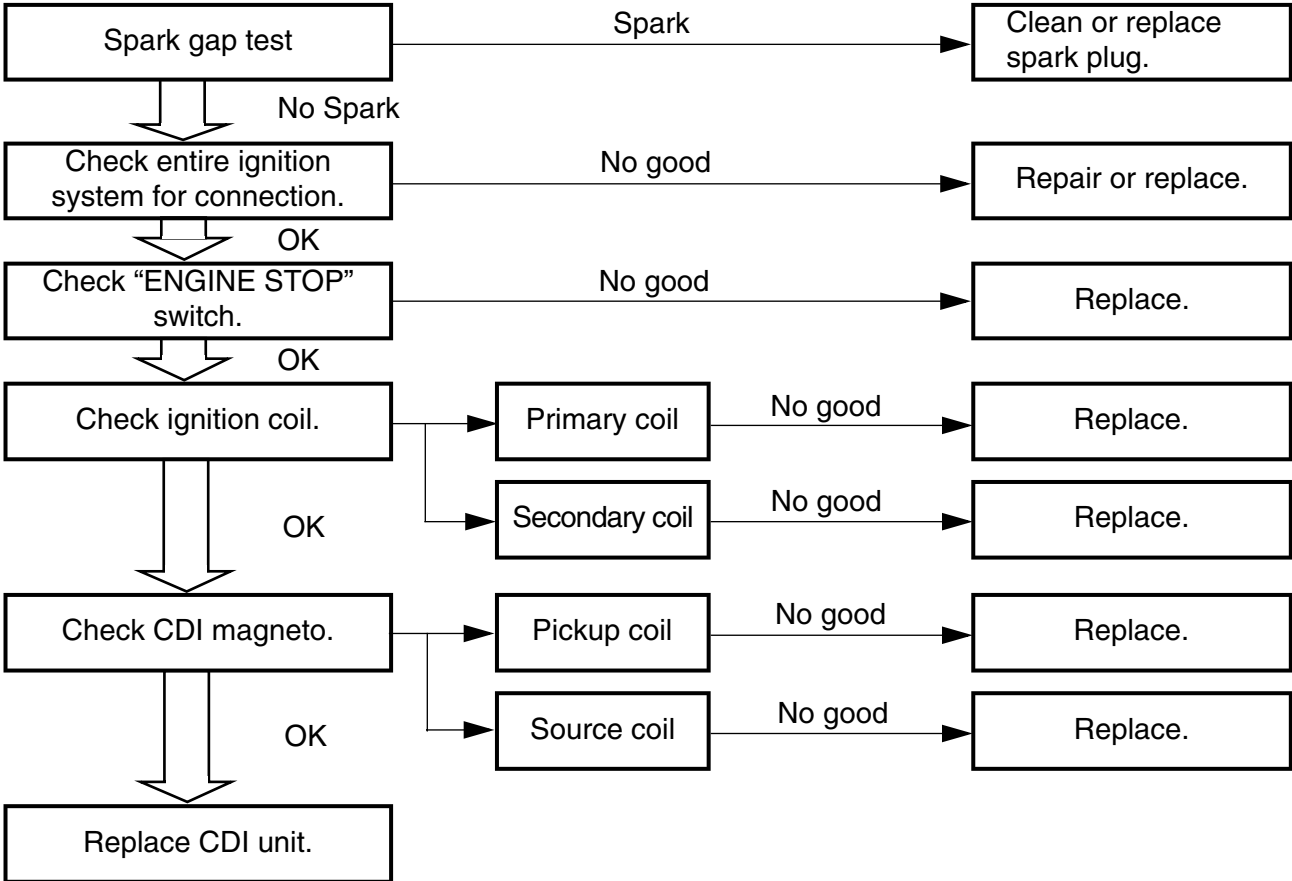 Spark gap test
Spark
Clean or replace
spark plug.
No Spark
Check entire ignition
system for connection.
No good
Repair or replace.
OK
Check “ENGINE STOP”
switch.
No good
Replace.
OK
Check ignition coil.
Primary coil
No good
Replace.
Secondary coil
No good
Replace.
OK
Check CDI magneto.
Pickup coil
No good
Replace.
Source coil
No good
Replace.
OK
Replace CDI unit.